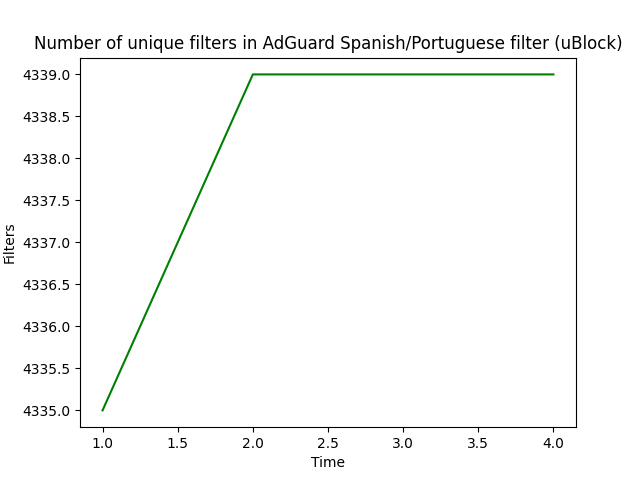 Number of unique filters in AdGuard Spanish/Portuguese filter (uBlock)
4339.0
4338.5
4338.0
4337.5
4337.0
4336.5
4336.0
4335.5
4335.0
Filters
1.0 1.5 2.0 2.5 3.0 3.5 4.0
Time